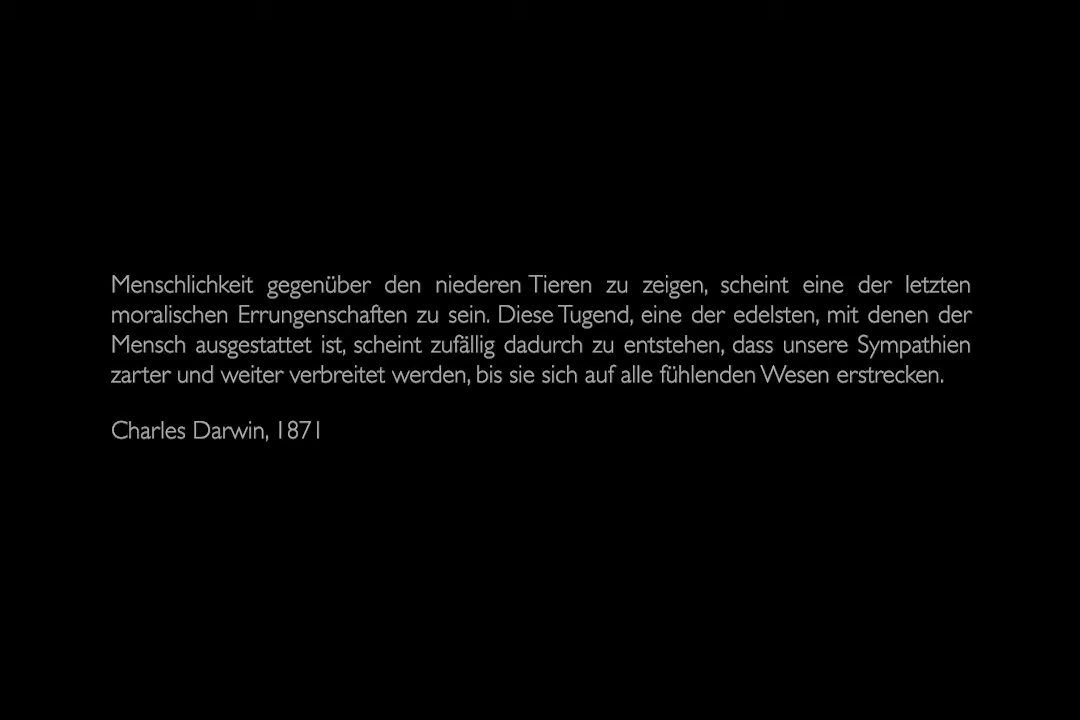 Menschlichkeit gegenüber den niederen Tieren zu zeigen, scheint eine der letzten
moralischen Errungenschaften zu sein. Diese Tugend, eine der edelsten, mit denen der
Mensch ausgestattet ist, scheint zufällig dadurch zu entstehen, dass unsere Sympathien
zarter und weiter verbreitet werden, bis sie sich auf alle fühlenden Wesen erstrecken.
Charles Darwin, 1871